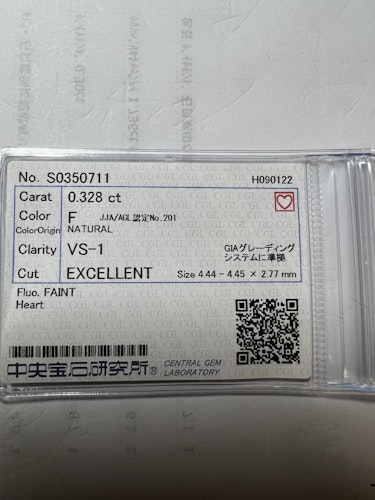 No. S0350711 H090122
Carat 0.328 ct
Color F JJA/AGL認定No.201
ColorOrigin NATURAL
Clarity VS-1 GIAグレーディング
システムに準拠
Cut EXCELLENT Size 4.44 - 4.45 × 2.77 mm
Fluo. FAINT
Heart
中央宝石研究所® CENTRAL GEM
LABORATORY.